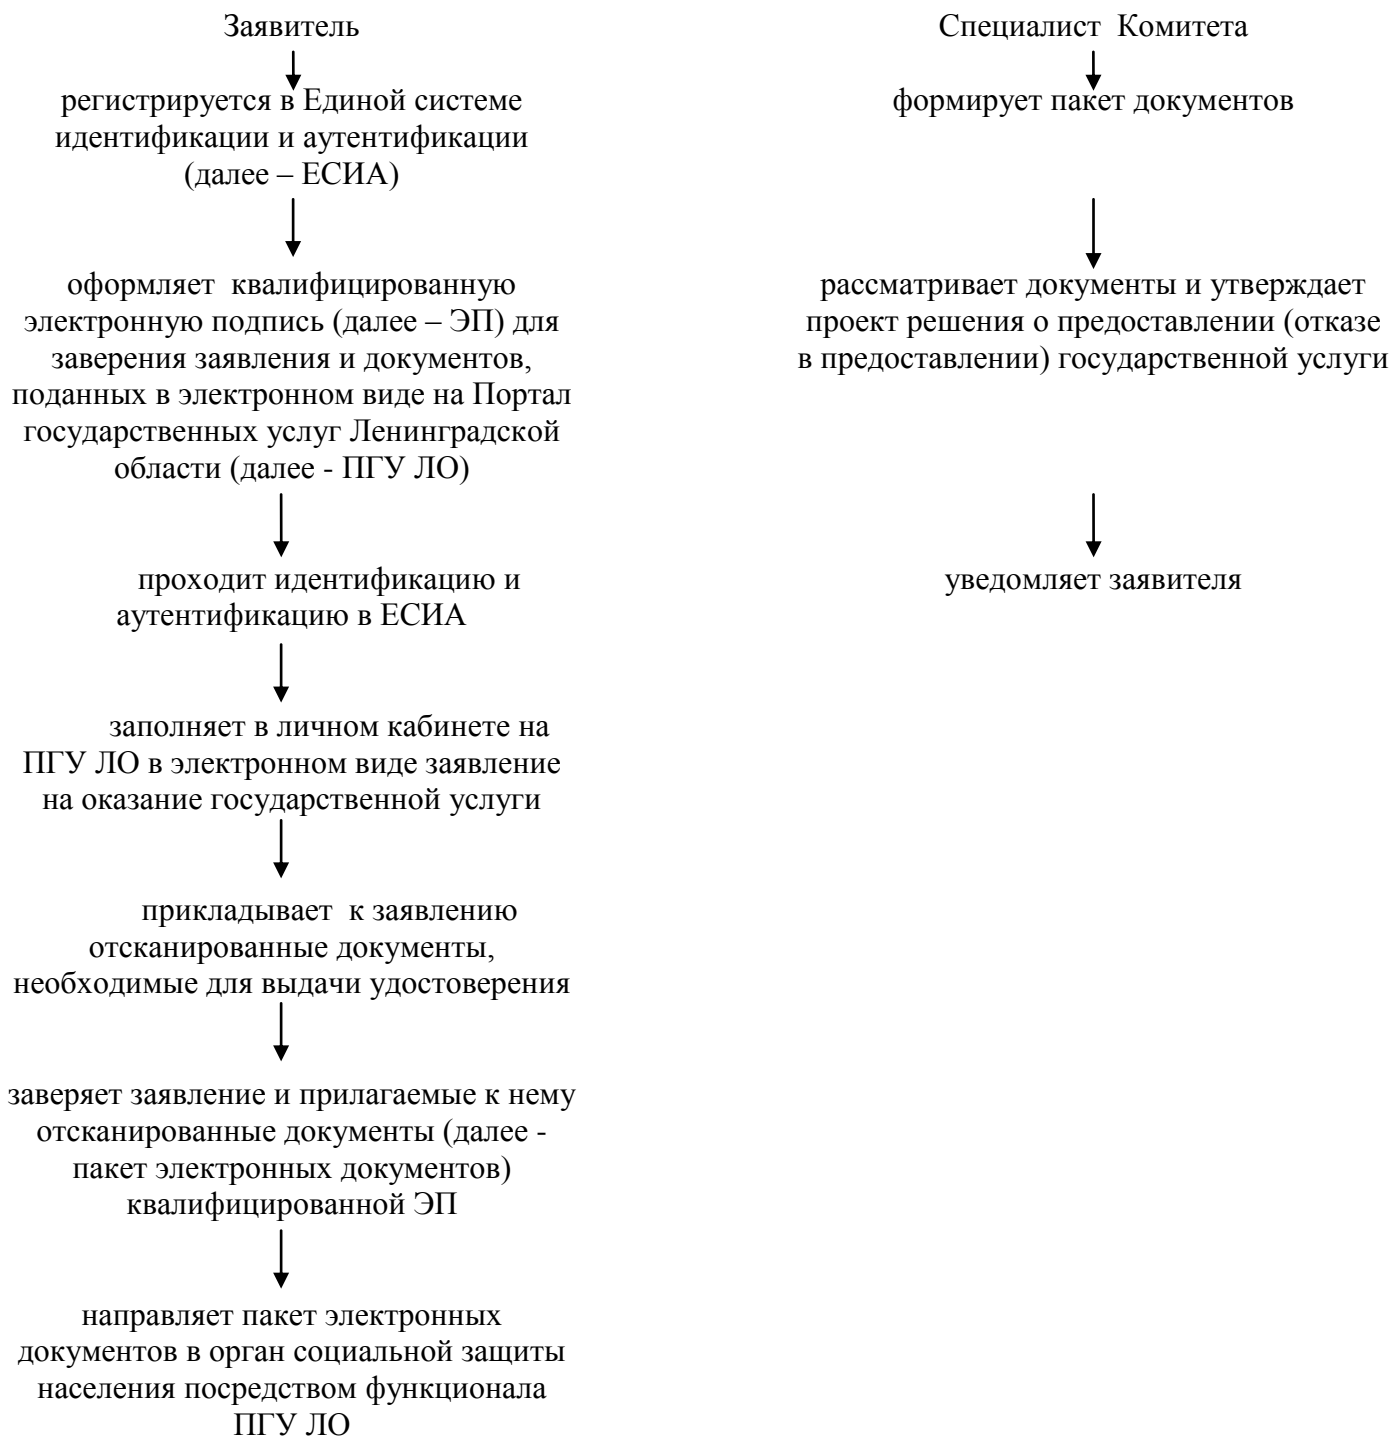 Заявитель
регистрируется в Единой системе
идентификации и аутентификации
(далее – ЕСИА)
оформляет  квалифицированную
электронную подпись (далее – ЭП) для
заверения заявления и документов,
поданных в электронном виде на Портал
государственных услуг Ленинградской
области (далее - ПГУ ЛО)
проходит идентификацию и
аутентификацию в ЕСИА
заполняет в личном кабинете на
ПГУ ЛО в электронном виде заявление
на оказание государственной услуги
прикладывает  к заявлению
отсканированные документы,
необходимые для выдачи удостоверения
заверяет заявление и прилагаемые к нему
отсканированные документы (далее -
пакет электронных документов)
квалифицированной ЭП
направляет пакет электронных
документов в орган социальной защиты
населения посредством функционала
ПГУ ЛО
Специалист  Комитета
формирует пакет документов
рассматривает документы и утверждает
проект решения о предоставлении (отказе
в предоставлении) государственной услуги
уведомляет заявителя